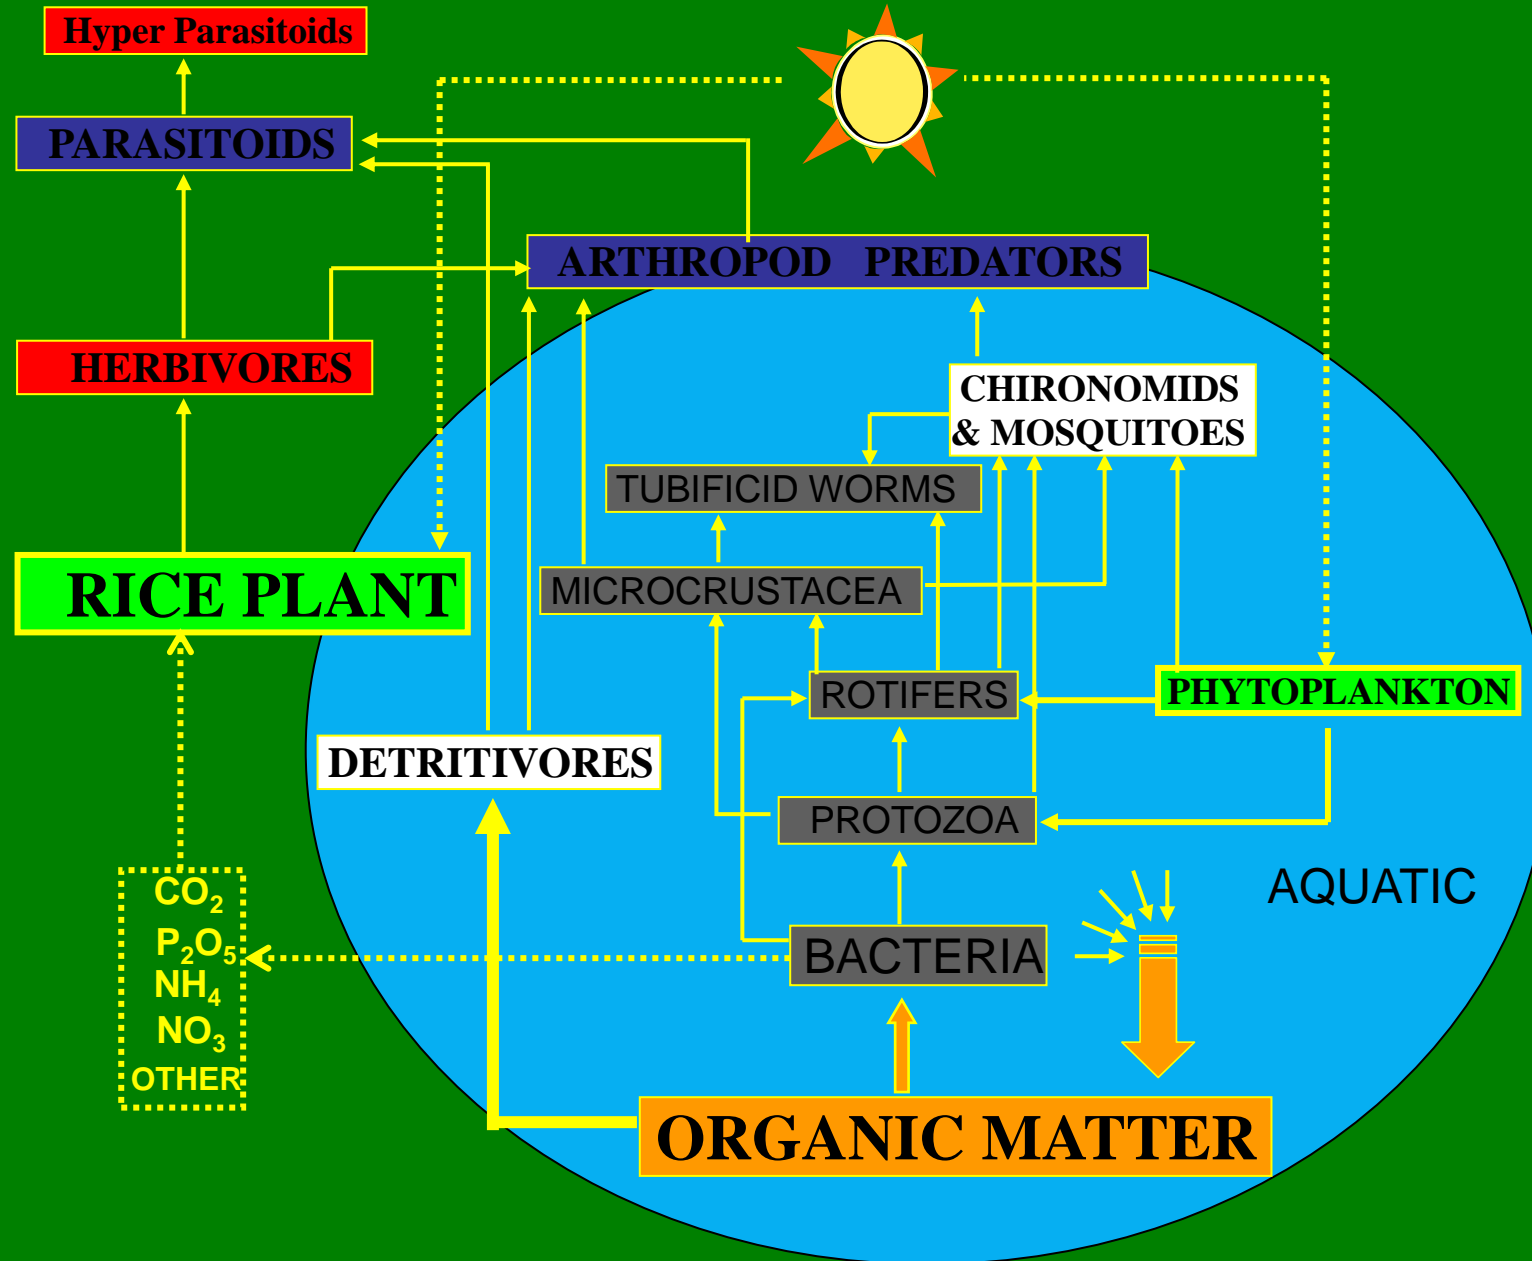 Hyper Parasitoids
PARASITOIDS
ARTHROPOD PREDATORS
HERBIVORES
CHIRONOMIDS
& MOSQUITOES
TUBIFICID WORMS
MICROCRUSTACEA
RICE PLANT
ROTIFERS
PHYTOPLANKTON
DETRITIVORES
PROTOZOA
AQUATIC
CO₂
P₂O₅
NH₄
NO₃
OTHER
BACTERIA
ORGANIC MATTER